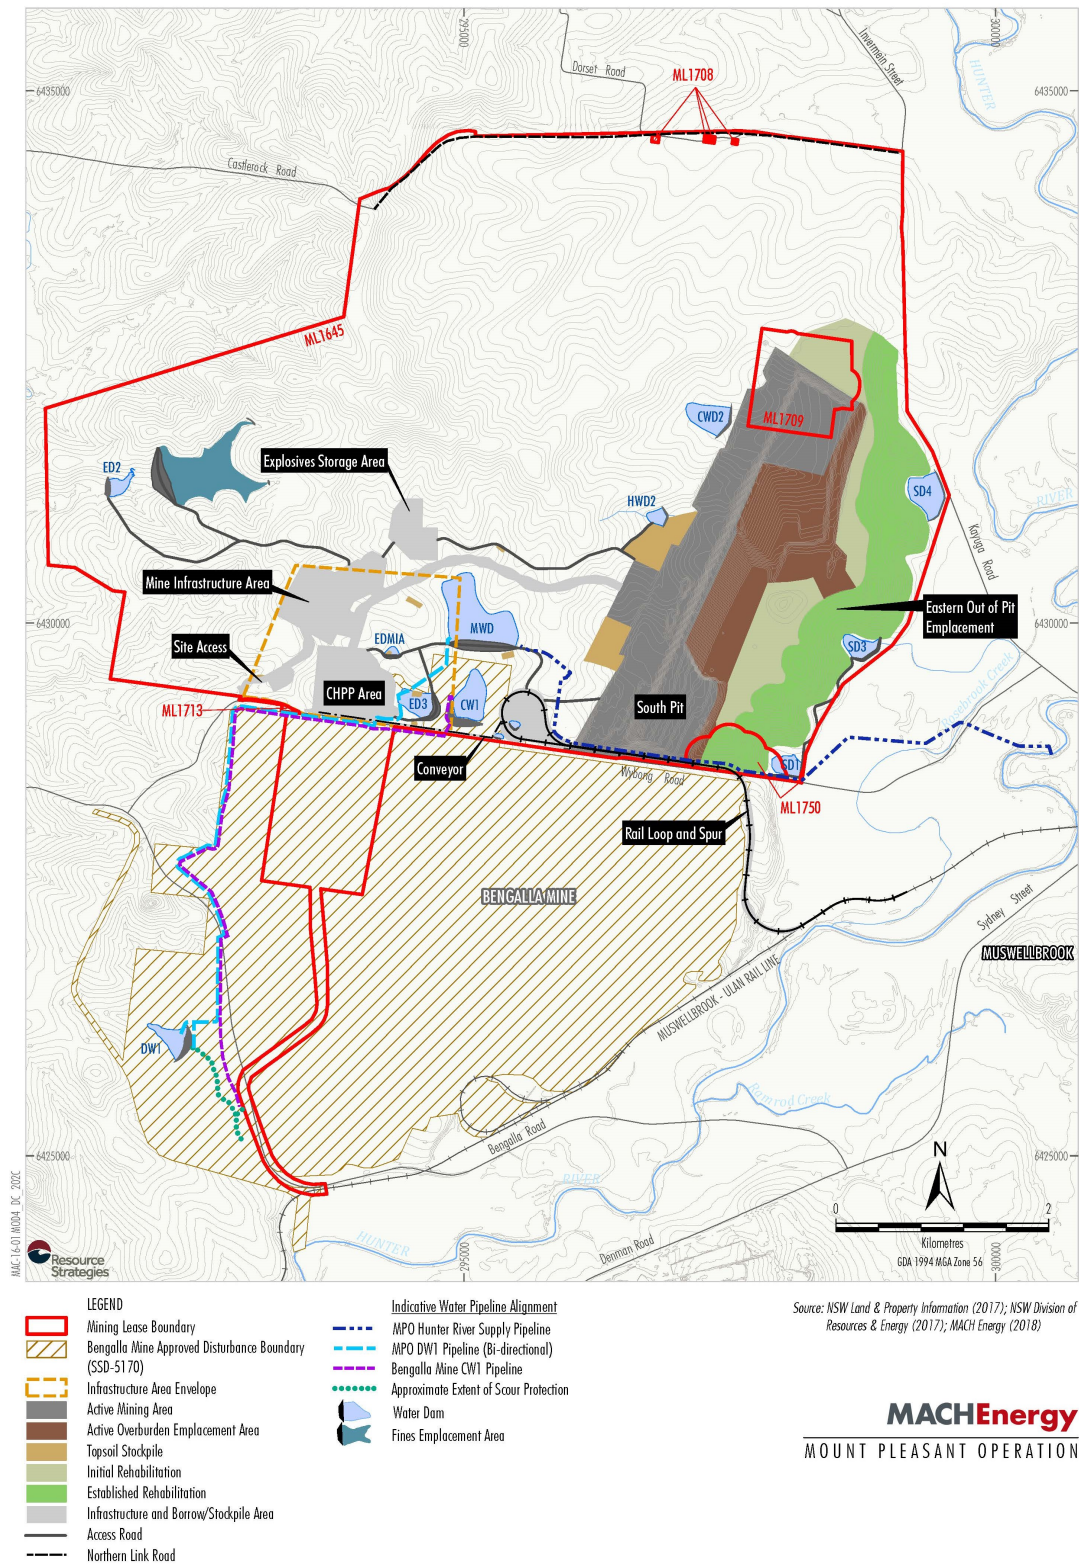 295000
300000
Dorset Road
Invermein Street
ML1708
HUNTER
6435000
6435000
Castlerock Road
ML1645
ML1709
CWD2
Explosives Storage Area
ED2
SD4
RIVER
HWD2
Kayuga Road
Mine Infrastructure Area
Eastern Out of Pit
Emplacement
6430000
6430000
MWD
EDMIA
Site Access
SD3
Rosebrook Creek
CHPP Area
ED3
CW1
ML1713
South Pit
Conveyor
SD1
Wybong Road
ML1750
Rail Loop and Spur
BENGALLA MINE
Sydney Street
MUSWELLBROOK
MUSWELLBROOK - ULAN RAIL LINE
DW1
Ramrod Creek
Bengalla Road
6425000
6425000
RIVER
N
0
2
Kilometres
GDA 1994 MGA Zone 56
HUNTER
Denman Road
295000
300000
MAC-16-01 MOD4_DC_202C
Resource
Strategies
LEGEND
Mining Lease Boundary
Bengalla Mine Approved Disturbance Boundary
(SSD-5170)
Infrastructure Area Envelope
Active Mining Area
Active Overburden Emplacement Area
Topsoil Stockpile
Initial Rehabilitation
Established Rehabilitation
Infrastructure and Borrow/Stockpile Area
Access Road
Northern Link Road
Indicative Water Pipeline Alignment
MPO Hunter River Supply Pipeline
MPO DW1 Pipeline (Bi-directional)
Bengalla Mine CW1 Pipeline
Approximate Extent of Scour Protection
Water Dam
Fines Emplacement Area
Source: NSW Land & Property Information (2017); NSW Division of
Resources & Energy (2017); MACH Energy (2018)
MACHEnergy
MOUNT PLEASANT OPERATION